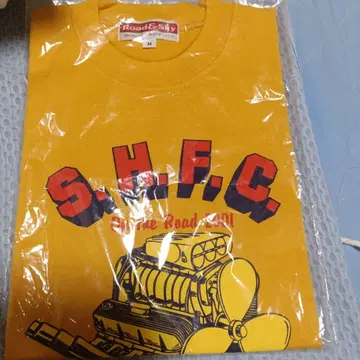 Road&Sky
M
S.H.F.C.
On The Road 2001